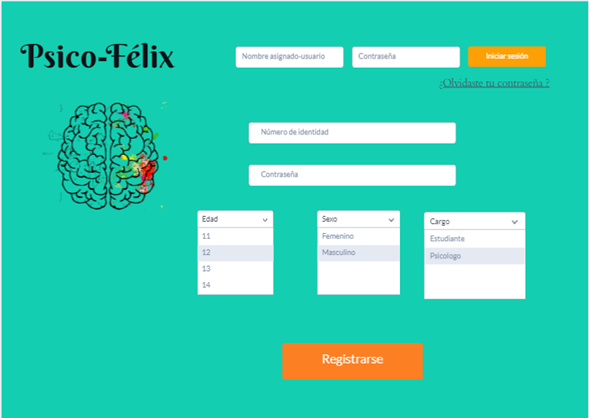 Psico-Félix
Nombre asignado-usuario
Contraseña
Iniciar sesión
¿Olvidaste tu contraseña ?
Número de identidad
Contraseña
Edad
11
12
13
14
Sexo
Femenino
Masculino
Cargo
Estudiante
Psicologo
Registrarse